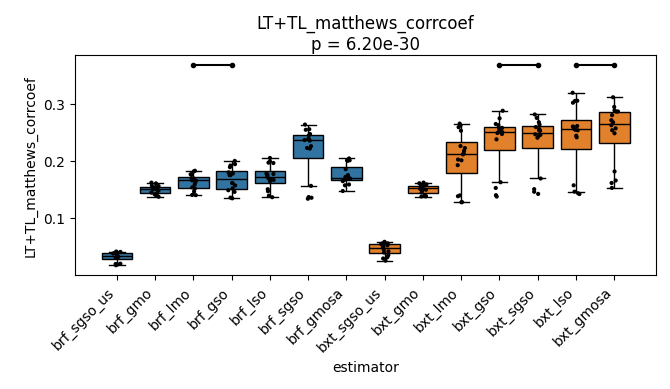 LT+TL_matthews_corrcoef
p = 6.20e-30
LT+TL_matthews_corrcoef
0.3
0.2
0.1
brf_sgso_us
brf_gmo
brf_lmo
brf_gso
brf_lso
brf_sgso
brf_gmosa
bxt_sgso_us
bxt_gmo
bxt_lmo
bxt_gso
bxt_sgso
bxt_lso
bxt_gmosa
estimator